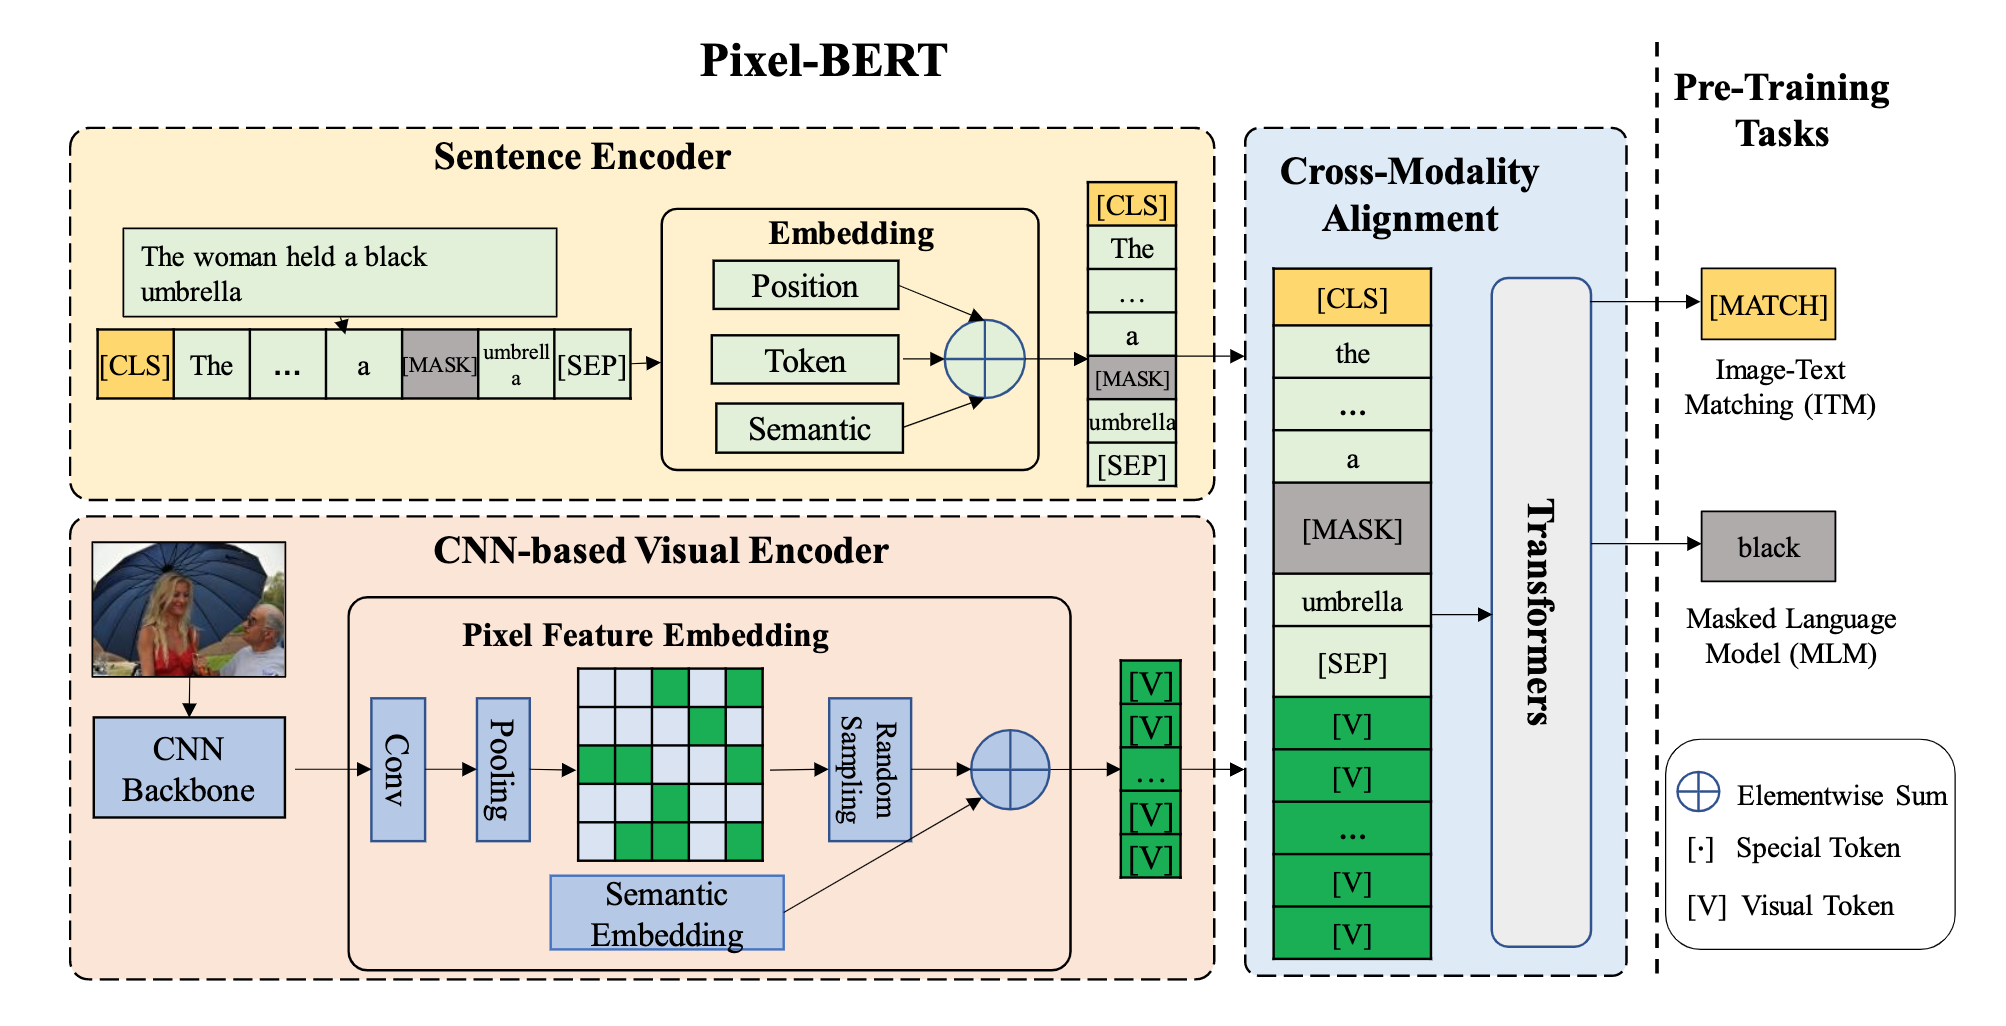 Pixel-BERT
Pre-Training
Tasks
Sentence Encoder
The woman held a black
umbrella
[CLS] The ... a [MASK] umbrell
a [SEP]
Embedding
Position
Token
Semantic
[CLS]
The
...
a
[MASK]
umbrella
[SEP]
CNN-based Visual Encoder
CNN
Backbone
Pixel Feature Embedding
Conv
Pooling
Random
Sampling
Semantic
Embedding
[V]
[V]
...
[V]
[V]
Cross-Modality
Alignment
[CLS]
the
...
a
[MASK]
umbrella
[SEP]
[V]
[V]
...
[V]
[V]
Transformers
[MATCH]
Image-Text
Matching (ITM)
black
Masked Language
Model (MLM)
Elementwise Sum
[·] Special Token
[V] Visual Token